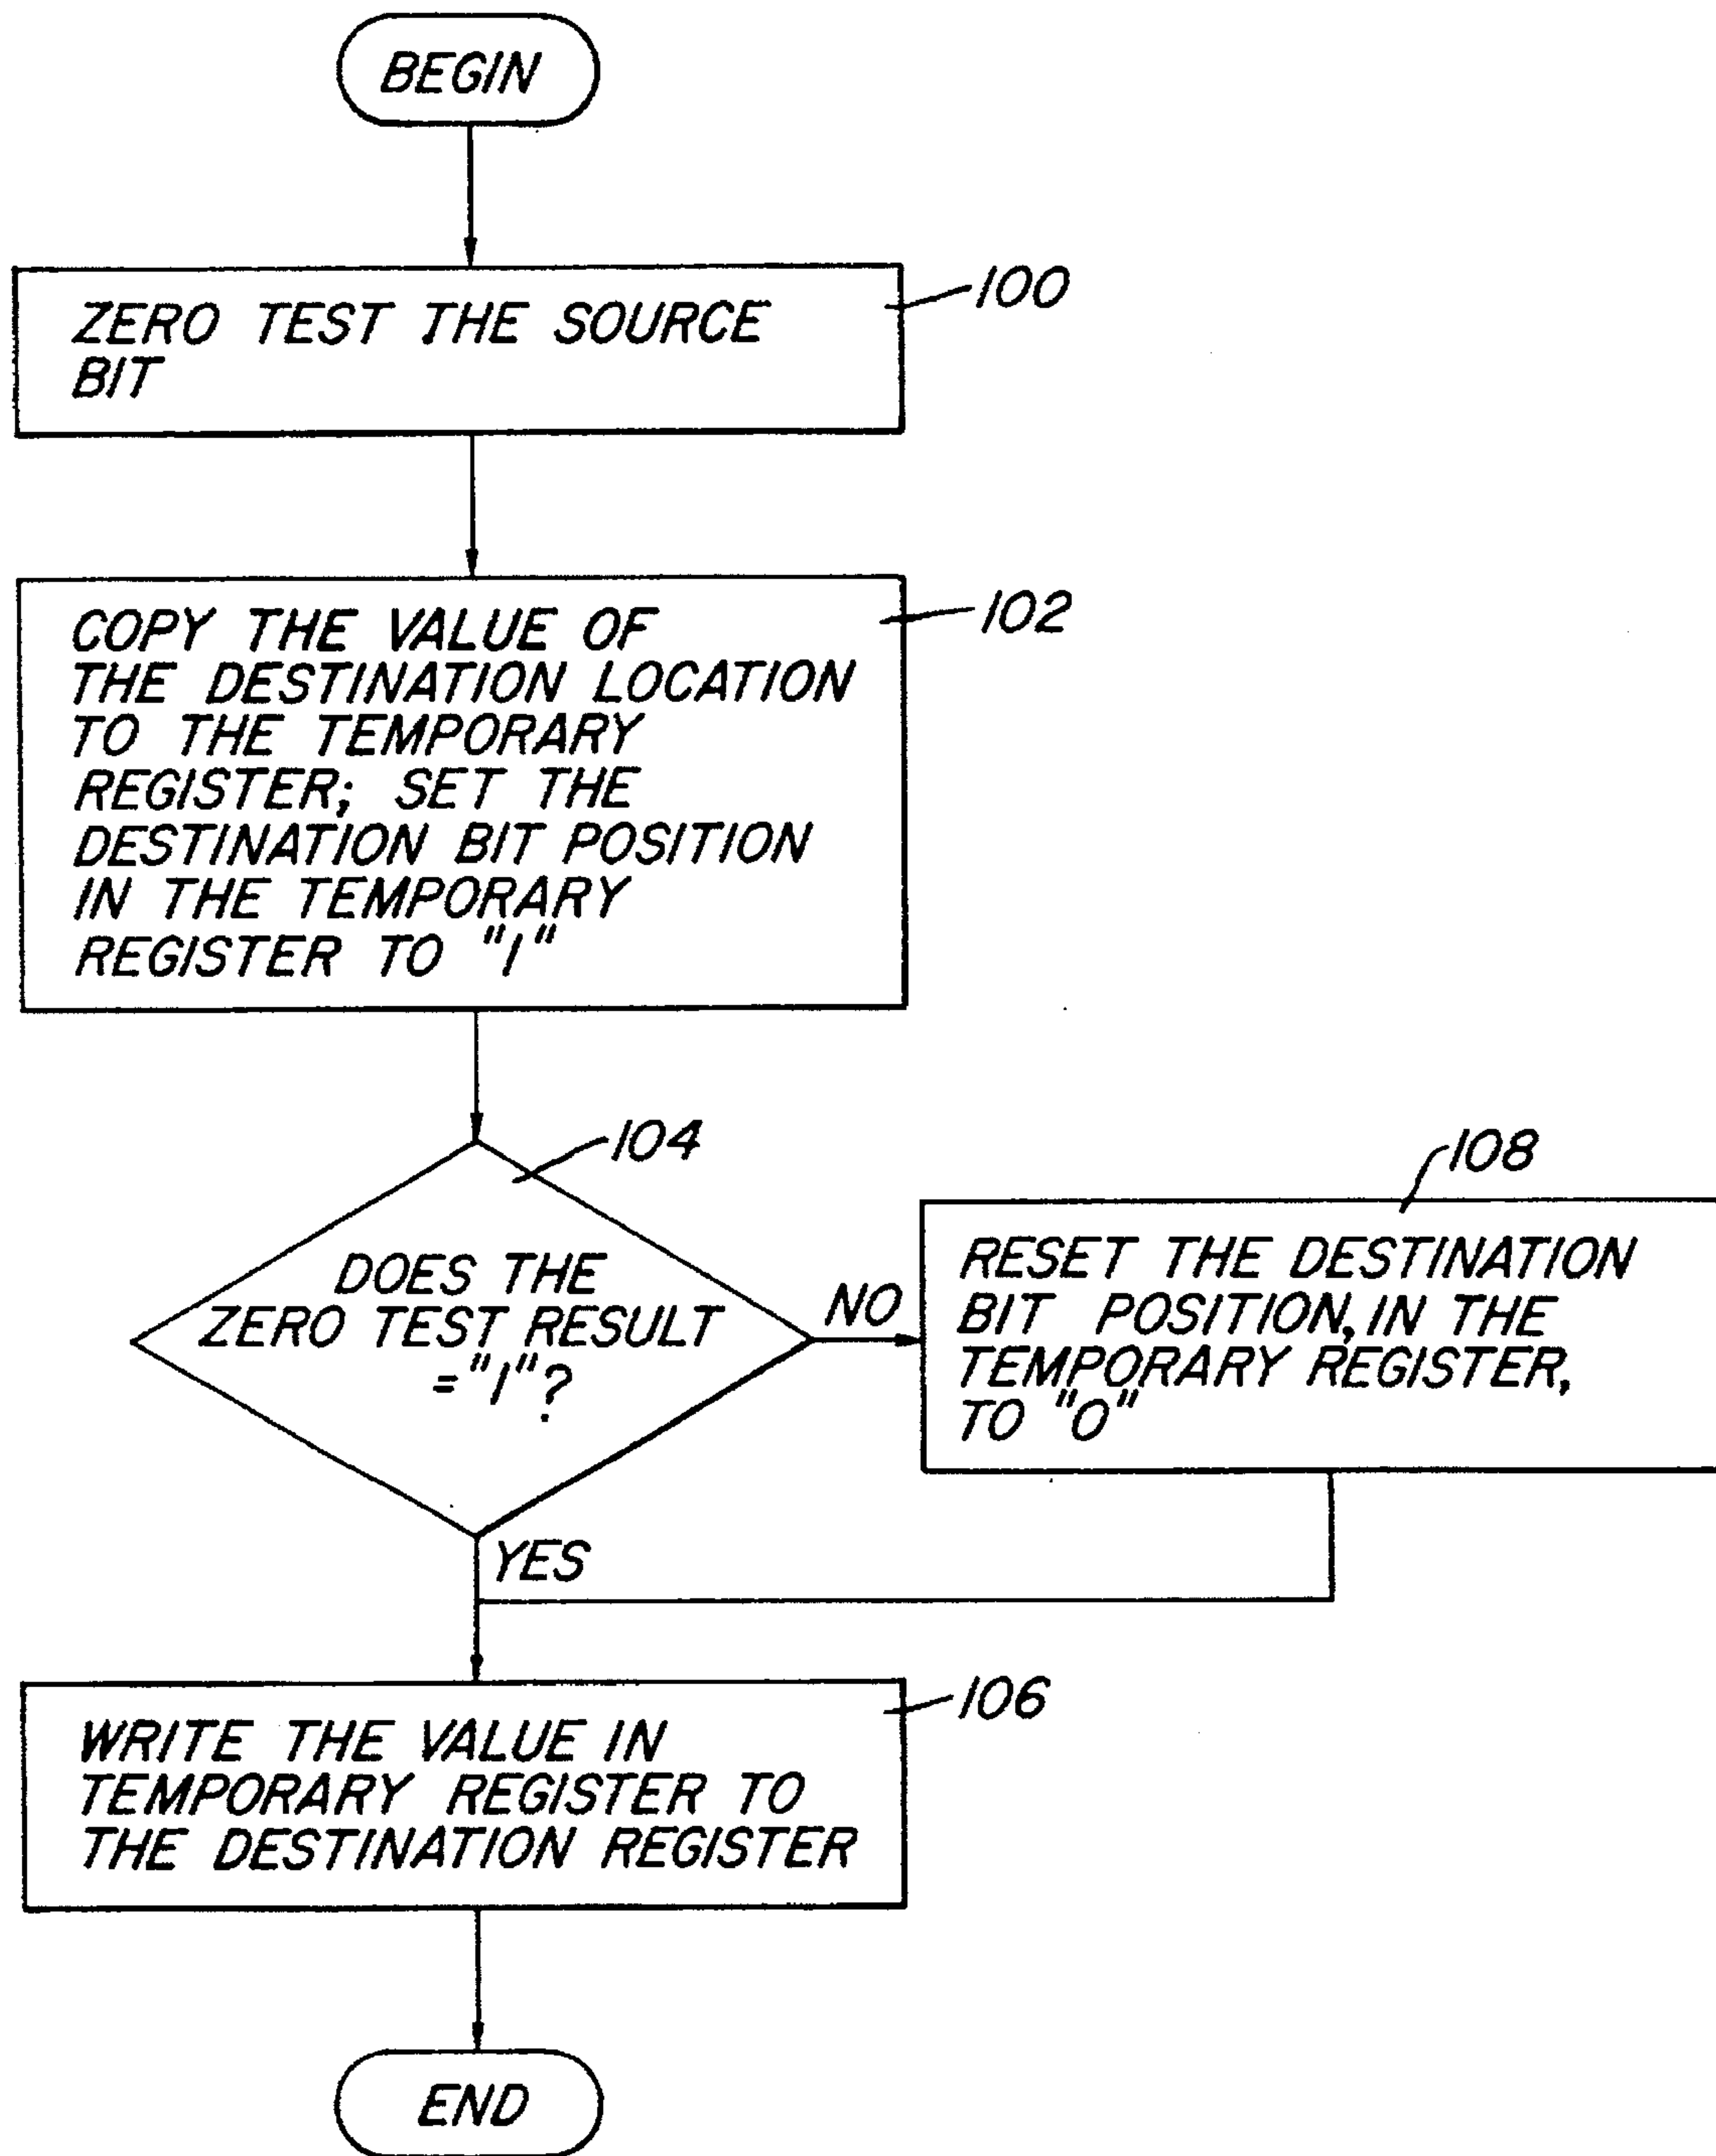 BEGIN
ZERO TEST THE SOURCE
BIT
100
COPY THE VALUE OF
THE DESTINATION LOCATION
TO THE TEMPORARY
REGISTER; SET THE
DESTINATION BIT POSITION
IN THE TEMPORARY
REGISTER TO "1"
102
104
DOES THE
ZERO TEST RESULT
="1"?
NO
108
RESET THE DESTINATION
BIT POSITION, IN THE
TEMPORARY REGISTER,
TO "0"
YES
WRITE THE VALUE IN
TEMPORARY REGISTER TO
THE DESTINATION REGISTER
106
END